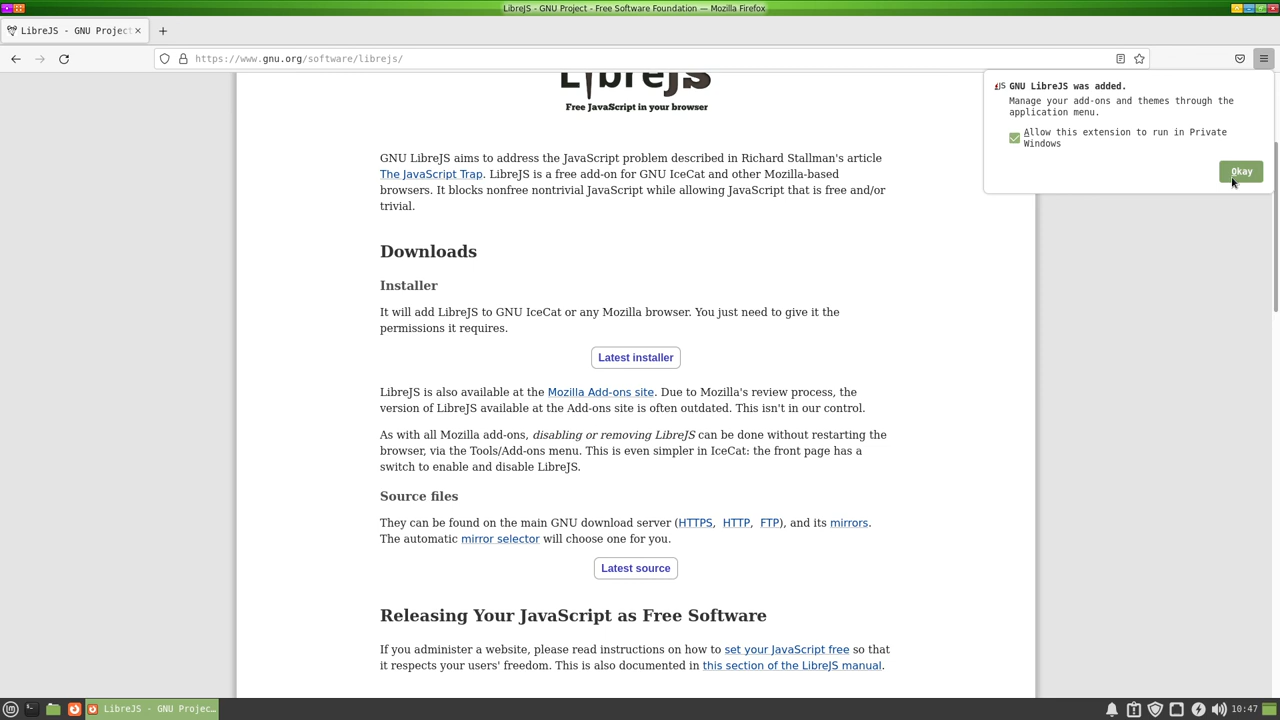 LibreJS - GNU Project - Free Software Foundation — Mozilla Firefox
LibreJS - GNU Project
https://www.gnu.org/software/librejs/
LibreJS
Free JavaScript in your browser
GNU LibreJS was added.
Manage your add-ons and themes through the
application menu.
Allow this extension to run in Private
Windows
Okay
GNU LibreJS aims to address the JavaScript problem described in Richard Stallman's article
The JavaScript Trap. LibreJS is a free add-on for GNU IceCat and other Mozilla-based
browsers. It blocks nonfree nontrivial JavaScript while allowing JavaScript that is free and/or
trivial.
Downloads
Installer
It will add LibreJS to GNU IceCat or any Mozilla browser. You just need to give it the
permissions it requires.
Latest installer
LibreJS is also available at the Mozilla Add-ons site. Due to Mozilla's review process, the
version of LibreJS available at the Add-ons site is often outdated. This isn't in our control.
As with all Mozilla add-ons, disabling or removing LibreJS can be done without restarting the
browser, via the Tools/Add-ons menu. This is even simpler in IceCat: the front page has a
switch to enable and disable LibreJS.
Source files
They can be found on the main GNU download server (HTTPS, HTTP, FTP), and its mirrors.
The automatic mirror selector will choose one for you.
Latest source
Releasing Your JavaScript as Free Software
If you administer a website, please read instructions on how to set your JavaScript free so that
it respects your users' freedom. This is also documented in this section of the LibreJS manual.
LibreJS - GNU Projec...
10:47